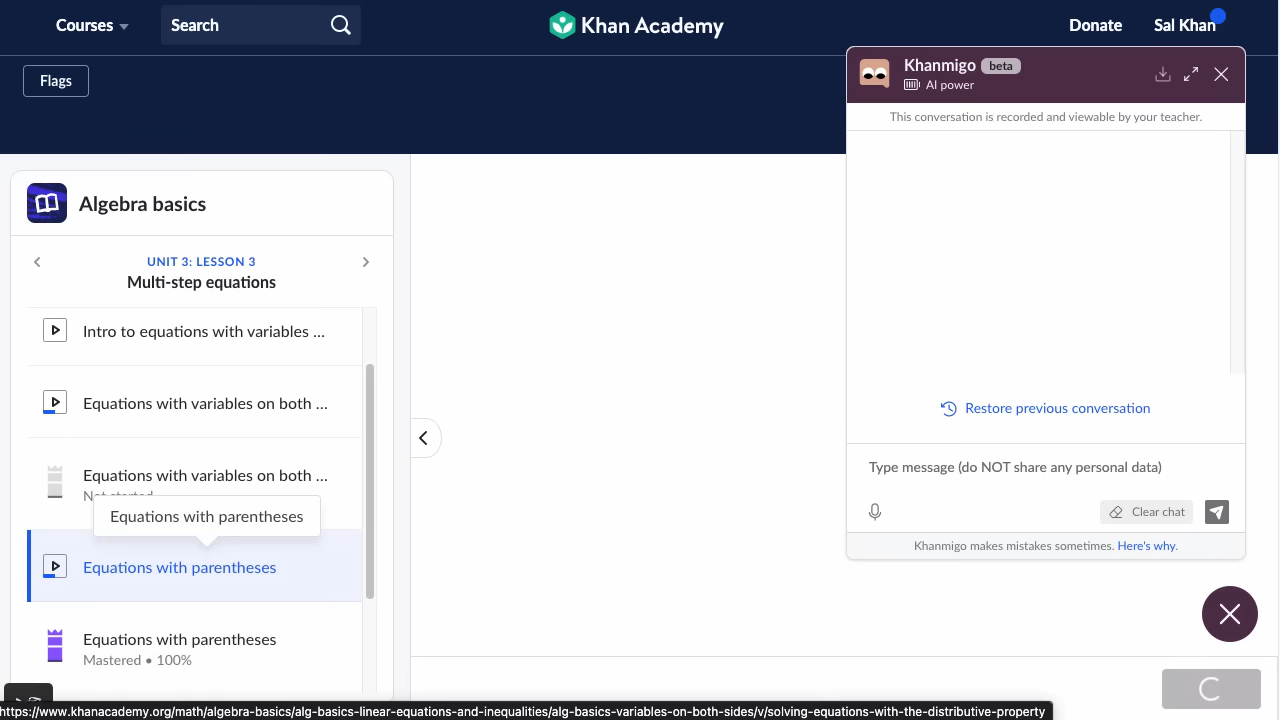 Courses
Search
Khan Academy
Donate
Sal Khan
Flags
Khanmigo beta
AI power
This conversation is recorded and viewable by your teacher.
Algebra basics
UNIT 3: LESSON 3
Multi-step equations
Intro to equations with variables ...
Equations with variables on both ...
Equations with variables on both ...
Not started
Equations with parentheses
Equations with parentheses
Equations with parentheses
Mastered • 100%
Restore previous conversation
Type message (do NOT share any personal data)
Clear chat
Khanmigo makes mistakes sometimes. Here's why.
https://www.khanacademy.org/math/algebra-basics/alg-basics-linear-equations-and-inequalities/alg-basics-variables-on-both-sides/v/solving-equations-with-the-distributive-property